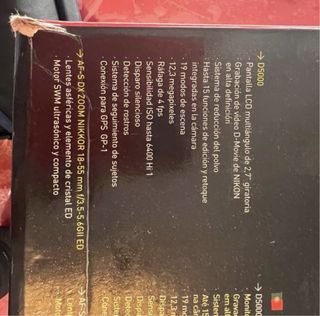 → D5000
· Pantalla LCD multiángulo de 2,7" giratoria
· Grabación de vídeo D-Movie de NIKON
en alta definición
· Sistema de reducción del polvo
· Hasta 15 funciones de edición y retoque
integradas en la cámara
· 19 modos de escena
· 12,3 megapíxeles
· Ráfaga de 4 fps
· Sensibilidad ISO hasta 6400 Hi 1
· Disparo silencioso
· Detección de rostros
· Sistema de seguimiento de sujetos
· Conexión para GPS GP-1
→ AF-S DX ZOOM NIKKOR 18-55 mm f/3.5-5.6GII ED
· Lentes asféricas y elemento de cristal ED
· Motor SWM ultrasónico y compacto
→ D5000